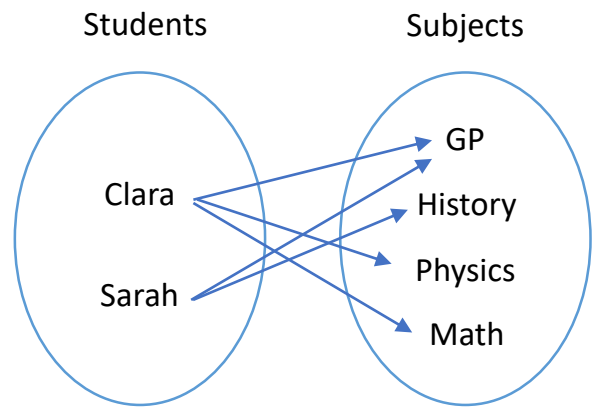 Students
Subjects
Clara
Sarah
GP
History
Physics
Math